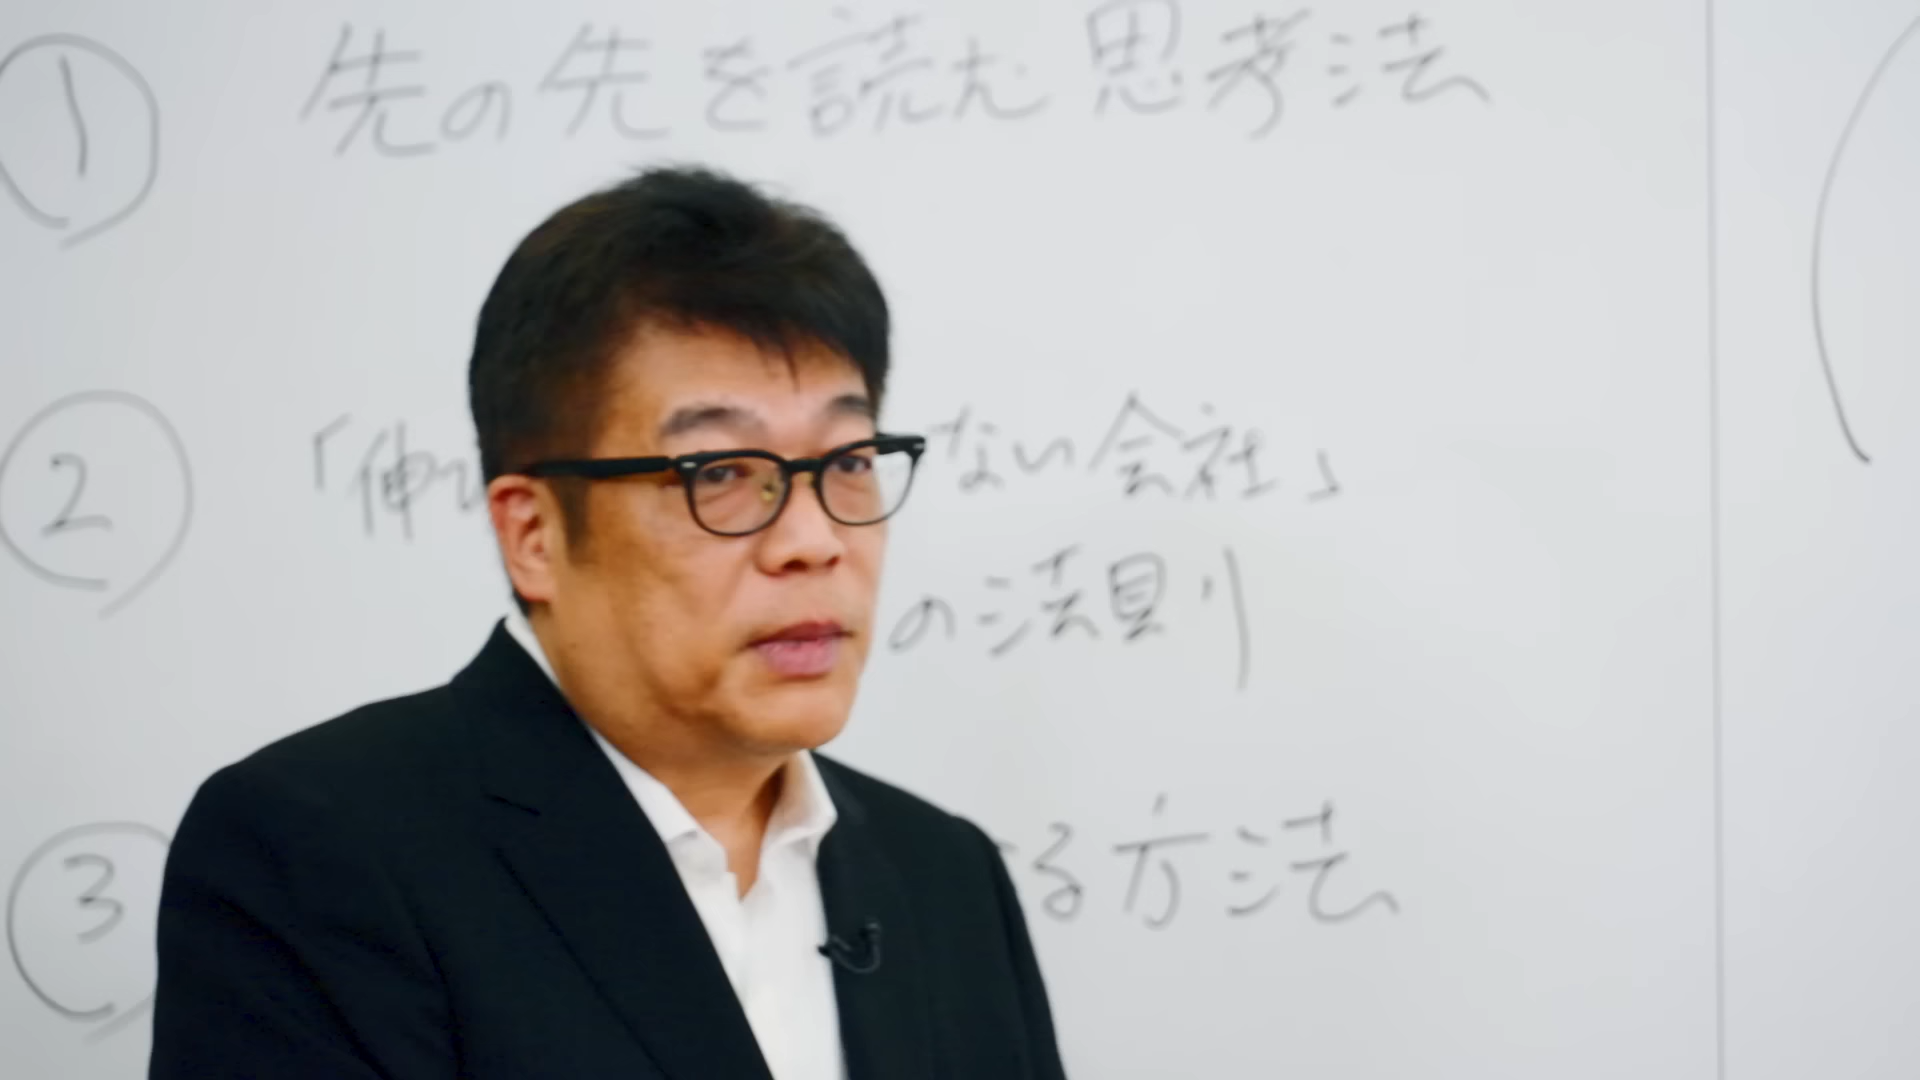 ① 先の先を読む思考法
② 「伸び ない会社」
の法則
③ る方法